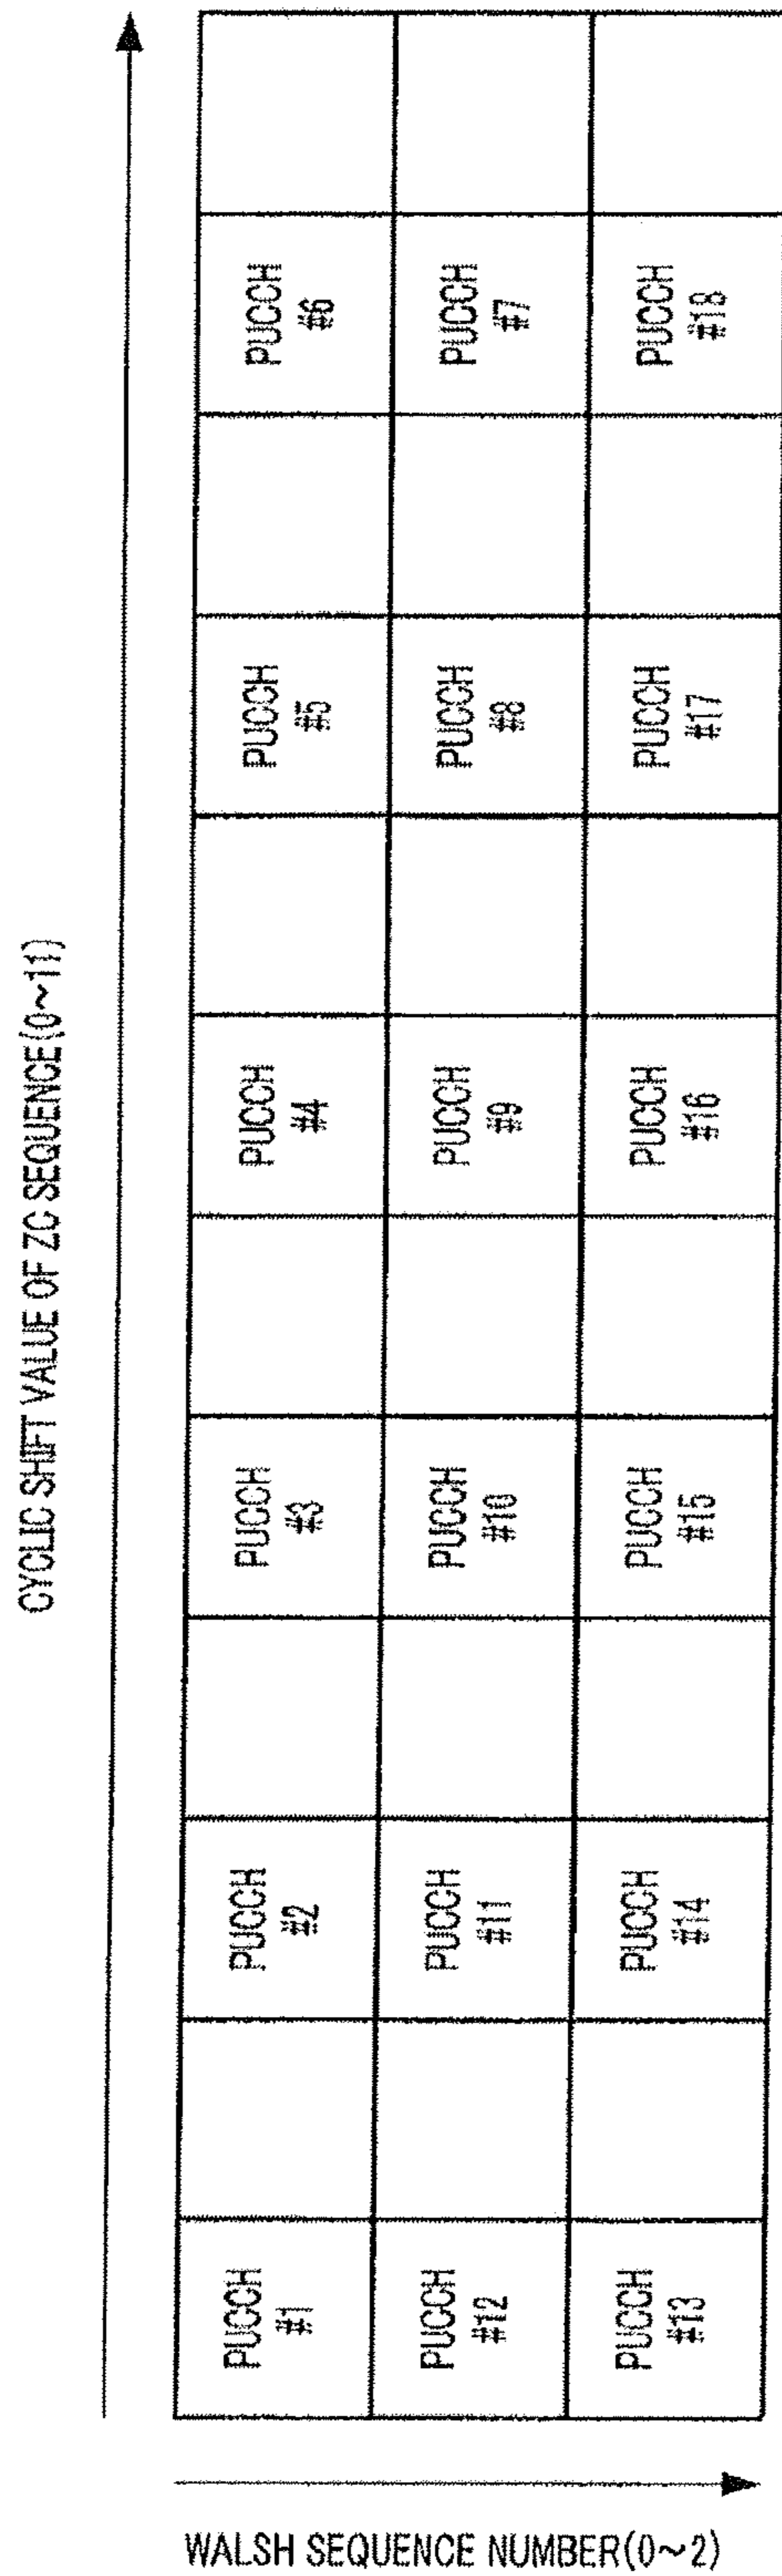 CYCLIC SHIFT VALUE OF ZC SEQUENCE(0~11)
WALSH SEQUENCE NUMBER(0~2)
PUCCH
#1
PUCCH
#2
PUCCH
#3
PUCCH
#4
PUCCH
#5
PUCCH
#6
PUCCH
#12
PUCCH
#11
PUCCH
#10
PUCCH
#9
PUCCH
#8
PUCCH
#7
PUCCH
#13
PUCCH
#14
PUCCH
#15
PUCCH
#16
PUCCH
#17
PUCCH
#18